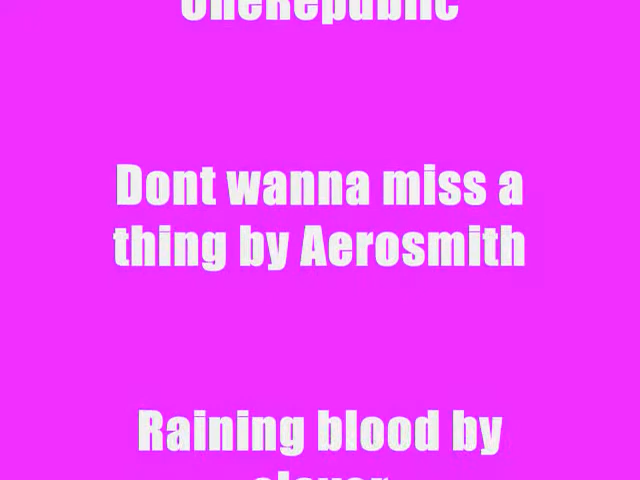 OneRepublic
Dont wanna miss a
thing by Aerosmith
Raining blood by
slayer